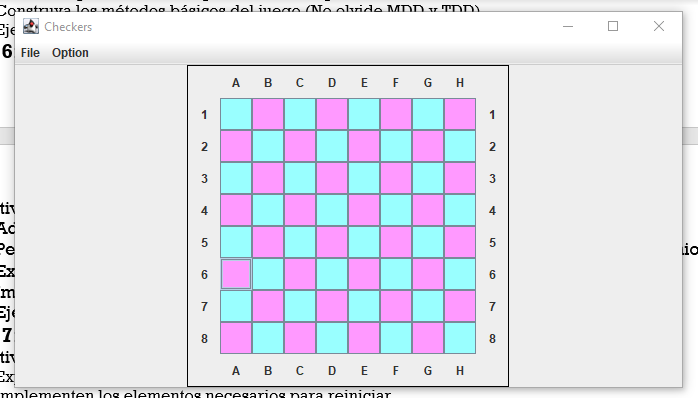 Construya los métodos básicos del juego (No olvide MDD y TDD)
Checkers
Eje
6
File Option
A B C D E F G H
1 1
2 2
3 3
4 4
5 5
6 6
7 7
8 8
A B C D E F G H
tiv
Ad
Pe
nio
Ex
Im
Eje
7
tiv
Ex
Implementen los elementos necesarios para reiniciar